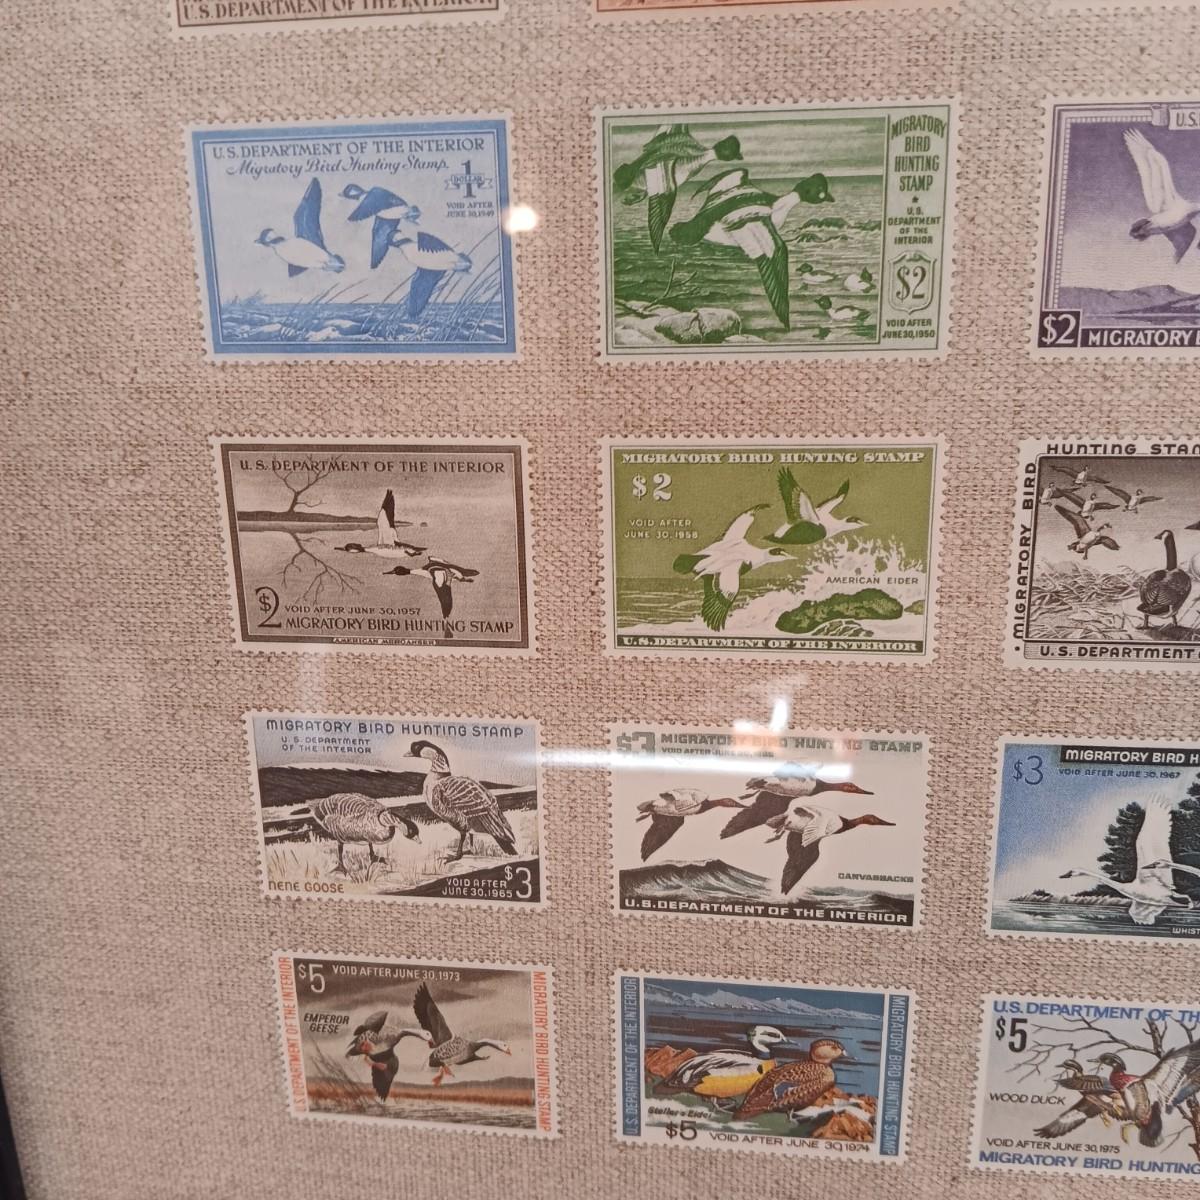 U.S. DEPARTMENT OF THE INTERIOR
U.S. DEPARTMENT OF THE INTERIOR
Migratory Bird Hunting Stamp.
1
DOLLAR
VOID AFTER
JUNE 30, 1949
MIGRATORY
BIRD
HUNTING
STAMP
U.S.
DEPARTMENT
OF THE
INTERIOR
$2
VOID AFTER
JUNE 30, 1950
U.S.
$2 MIGRATORY
U.S. DEPARTMENT OF THE INTERIOR
$2
VOID AFTER JUNE 30, 1957
MIGRATORY BIRD HUNTING STAMP
AMERICAN MERGANSER
MIGRATORY BIRD HUNTING STAMP
$2
VOID AFTER
JUNE 30, 1958
AMERICAN EIDER
U.S. DEPARTMENT OF THE INTERIOR
HUNTING
• MIGRATORY BIRD
U.S. DEPARTMENT
MIGRATORY BIRD HUNTING STAMP
U.S. DEPARTMENT
OF THE INTERIOR
NENE GOOSE
VOID AFTER
JUNE 30, 1965
$3
$3 MIGRATORY BIRD HUNTING STAMP
VOID AFTER JUNE 30,
CANVASBACKS
U.S. DEPARTMENT OF THE INTERIOR
MIGRATORY BIRD
$3 VOID AFTER JUNE 30, 1967
U.S. DEPARTMENT OF THE INTERIOR
$5 VOID AFTER JUNE 30, 1973
EMPEROR
GEESE
MIGRATORY BIRD HUNTING STAMP
U.S. DEPARTMENT OF THE INTERIOR
MIGRATORY BIRD HUNTING STAMP
Steller's Eider
$5 VOID AFTER JUNE 30, 1974
U.S. DEPARTMENT OF
$5
WOOD DUCK
VOID AFTER JUNE 30, 1975
MIGRATORY BIRD HUNTING